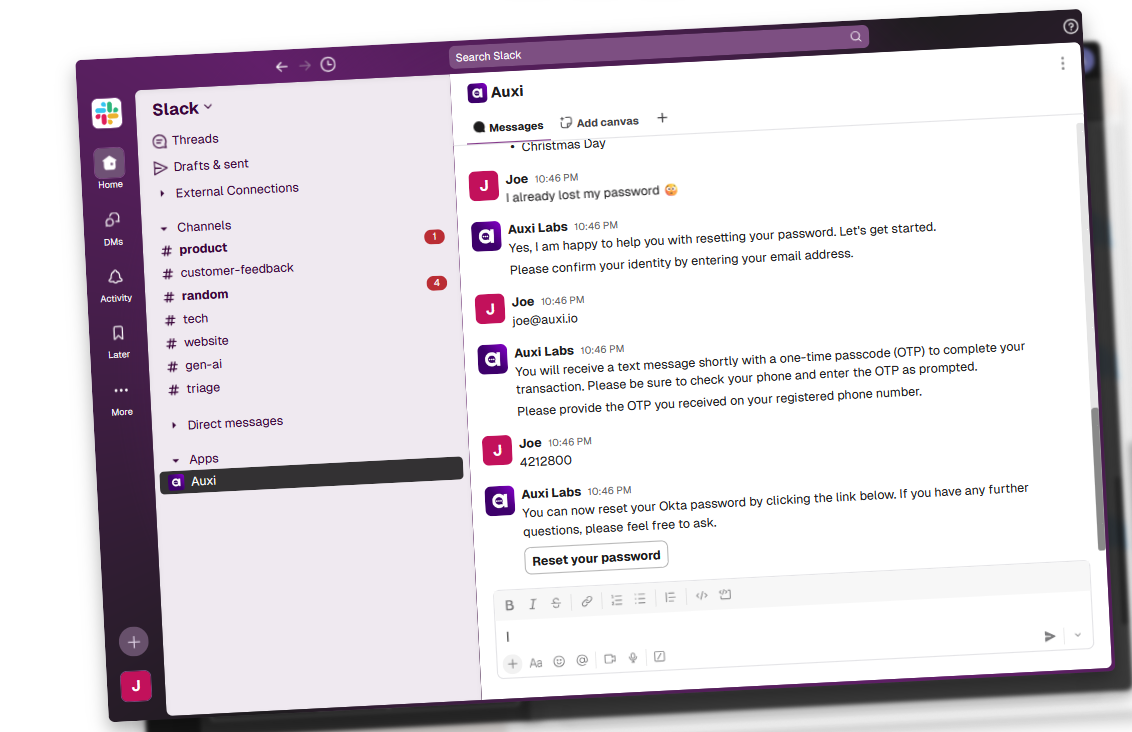 Search Slack
Slack
Auxi
Threads
Messages
Add canvas
Drafts & sent
Christmas Day
Home
External Connections
Joe 10:46 PM
I already lost my password
Channels
product 1
Auxi Labs 10:46 PM
DMs
Yes, I am happy to help you with resetting your password. Let's get started.
customer-feedback
Please confirm your identity by entering your email address.
random 4
Activity
Joe 10:46 PM
tech
joe@auxi.io
website
Later
Auxi Labs 10:46 PM
gen-ai
You will receive a text message shortly with a one-time passcode (OTP) to complete your
transaction. Please be sure to check your phone and enter the OTP as prompted.
triage
Please provide the OTP you received on your registered phone number.
More
Direct messages
J Joe 10:46 PM
4212800
Apps
Auxi
Auxi Labs 10:46 PM
You can now reset your Okta password by clicking the link below. If you have any further
questions, please feel free to ask.
Reset your password
B I S
Aa
J